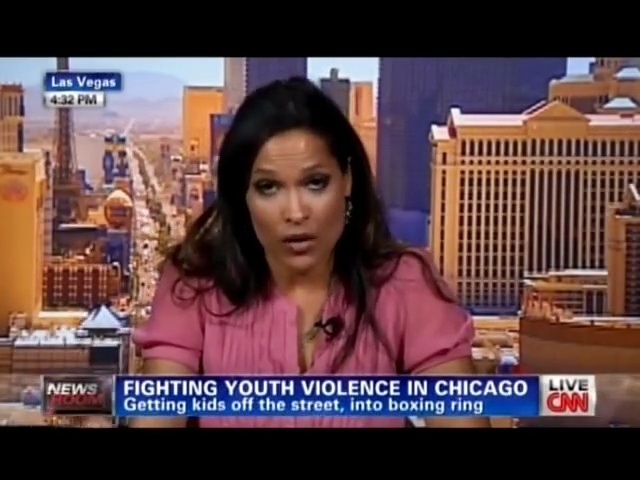 Las Vegas
4:32 PM
NEWS
ROOM
FIGHTING YOUTH VIOLENCE IN CHICAGO
Getting kids off the street, into boxing ring
LIVE
CNN